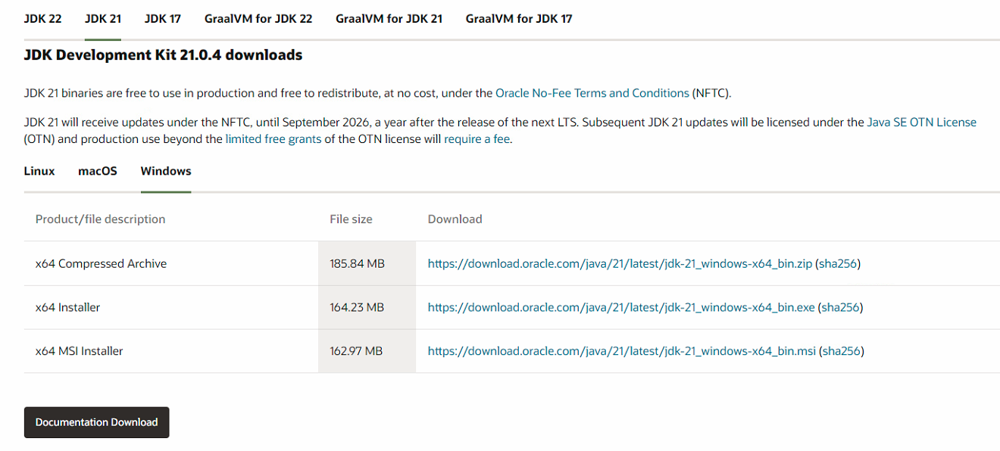 JDK 22 JDK 21 JDK 17 GraalVM for JDK 22 GraalVM for JDK 21 GraalVM for JDK 17
JDK Development Kit 21.0.4 downloads
JDK 21 binaries are free to use in production and free to redistribute, at no cost, under the Oracle No-Fee Terms and Conditions (NFTC).
JDK 21 will receive updates under the NFTC, until September 2026, a year after the release of the next LTS. Subsequent JDK 21 updates will be licensed under the Java SE OTN License
(OTN) and production use beyond the limited free grants of the OTN license will require a fee.
Linux macOS Windows
Product/file description File size Download
x64 Compressed Archive 185.84 MB https://download.oracle.com/java/21/latest/jdk-21_windows-x64_bin.zip (sha256)
x64 Installer 164.23 MB https://download.oracle.com/java/21/latest/jdk-21_windows-x64_bin.exe (sha256)
x64 MSI Installer 162.97 MB https://download.oracle.com/java/21/latest/jdk-21_windows-x64_bin.msi (sha256)
Documentation Download